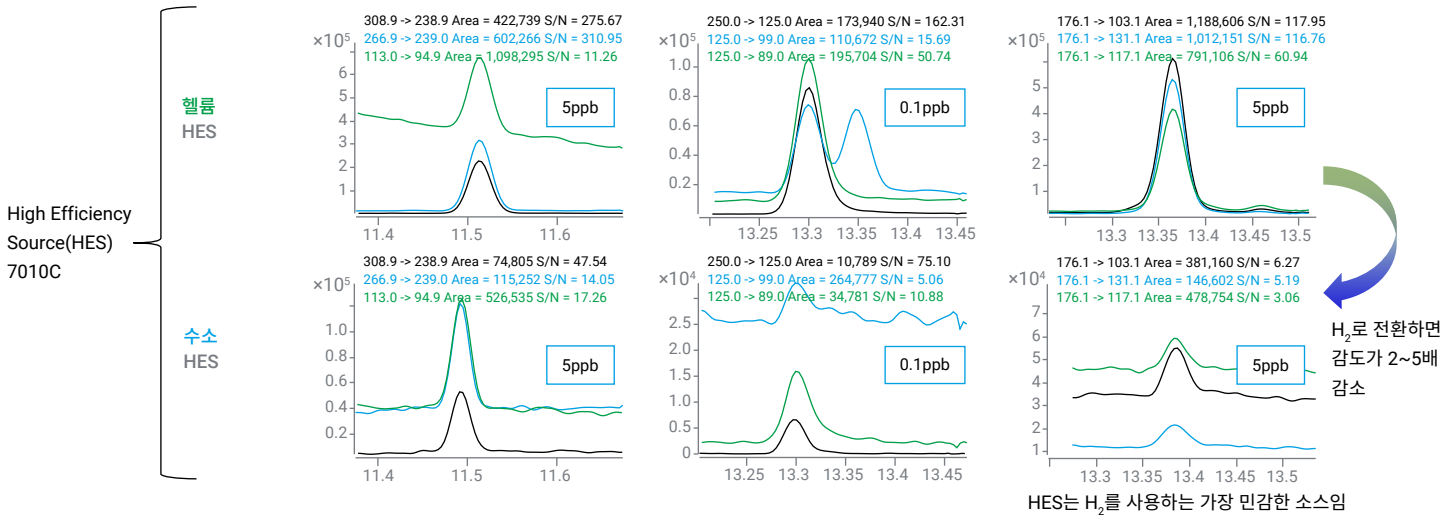 High Efficiency
Source(HES)
7010C
헬륨
HES
308.9 -> 238.9 Area = 422,739 S/N = 275.67
266.9 -> 239.0 Area = 602,266 S/N = 310.95
113.0 -> 94.9 Area = 1,098,295 S/N = 11.26
×10⁵
6
5
4
3
2
1
5ppb
11.4
11.5
11.6
250.0 -> 125.0 Area = 173,940 S/N = 162.31
125.0 -> 99.0 Area = 110,672 S/N = 15.69
125.0 -> 89.0 Area = 195,704 S/N = 50.74
×10⁵
1.0
0.8
0.6
0.4
0.2
0.1ppb
13.25
13.3
13.35
13.4
13.45
176.1 -> 103.1 Area = 1,188,606 S/N = 117.95
176.1 -> 131.1 Area = 1,012,151 S/N = 116.76
176.1 -> 117.1 Area = 791,106 S/N = 60.94
×10⁵
6
5
4
3
2
1
5ppb
13.3
13.35
13.4
13.45
13.5
수소
HES
308.9 -> 238.9 Area = 74,805 S/N = 47.54
266.9 -> 239.0 Area = 115,252 S/N = 14.05
113.0 -> 94.9 Area = 526,535 S/N = 17.26
×10⁵
1.0
0.8
0.6
0.4
0.2
5ppb
11.4
11.5
11.6
250.0 -> 125.0 Area = 10,789 S/N = 75.10
125.0 -> 99.0 Area = 264,777 S/N = 5.06
125.0 -> 89.0 Area = 34,781 S/N = 10.88
×10⁴
3.0
2.5
2.0
1.5
1.0
0.5
0
0.1ppb
13.25
13.3
13.35
13.4
13.45
176.1 -> 103.1 Area = 381,160 S/N = 6.27
176.1 -> 131.1 Area = 146,602 S/N = 5.19
176.1 -> 117.1 Area = 478,754 S/N = 3.06
×10⁴
7
6
5
4
3
2
1
5ppb
13.3
13.35
13.4
13.45
13.5
H₂로 전환하면
감도가 2~5배
감소
HES는 H₂를 사용하는 가장 민감한 소스임